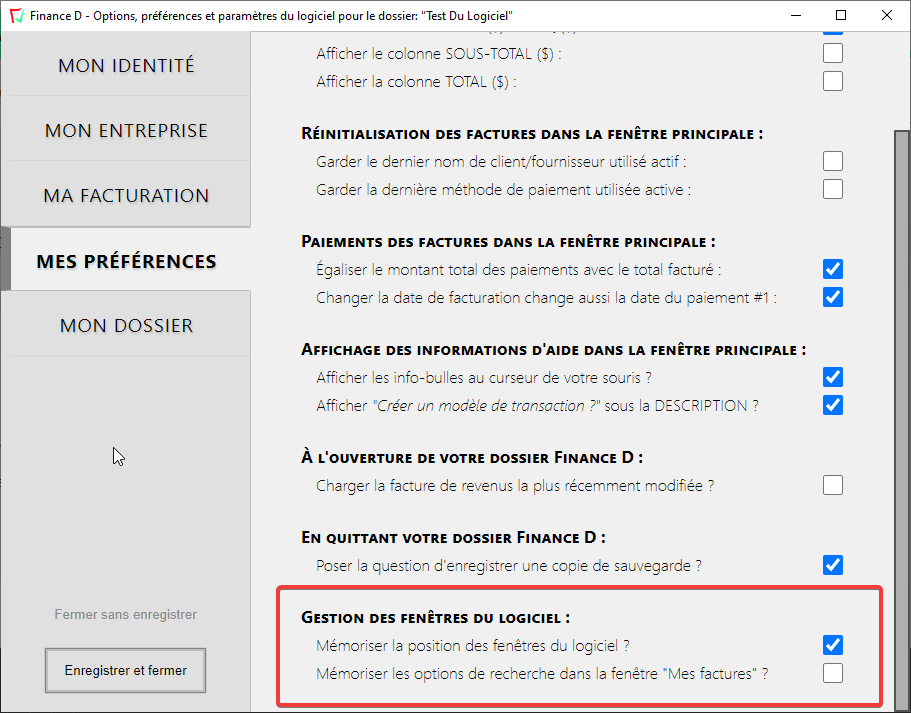 Finance D - Options, préférences et paramètres du logiciel pour le dossier: "Test Du Logiciel"
MON IDENTITÉ
MON ENTREPRISE
MA FACTURATION
MES PRÉFÉRENCES
MON DOSSIER
Fermer sans enregistrer
Enregistrer et fermer
Afficher le colonne SOUS-TOTAL ($) :
Afficher la colonne TOTAL ($) :
Réinitialisation des factures dans la fenêtre principale :
Garder le dernier nom de client/fournisseur utilisé actif :
Garder la dernière méthode de paiement utilisée active :
Paiements des factures dans la fenêtre principale :
Égaliser le montant total des paiements avec le total facturé :
Changer la date de facturation change aussi la date du paiement #1 :
Affichage des informations d'aide dans la fenêtre principale :
Afficher les info-bulles au curseur de votre souris ?
Afficher "Créer un modèle de transaction ?" sous la DESCRIPTION ?
À l'ouverture de votre dossier Finance D :
Charger la facture de revenus la plus récemment modifiée ?
En quittant votre dossier Finance D :
Poser la question d'enregistrer une copie de sauvegarde ?
Gestion des fenêtres du logiciel :
Mémoriser la position des fenêtres du logiciel ?
Mémoriser les options de recherche dans la fenêtre "Mes factures" ?